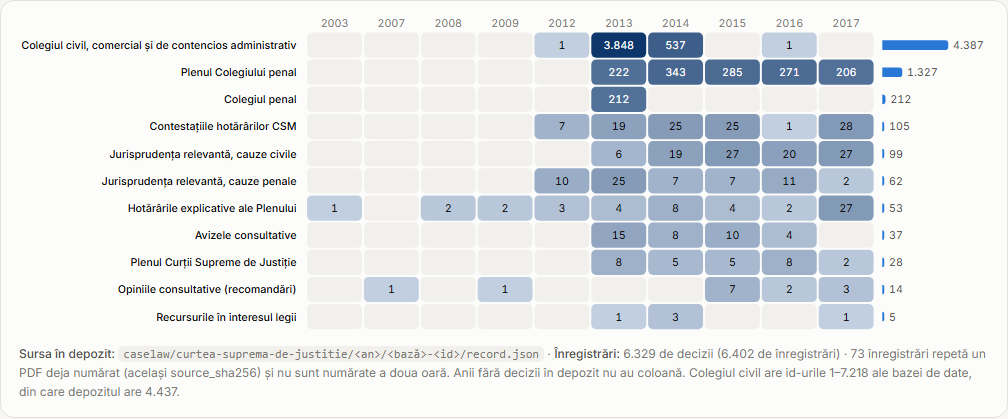 2003 2007 2008 2009 2012 2013 2014 2015 2016 2017
Colegiul civil, comercial și de contencios administrativ 1 3.848 537 1 4.387
Plenul Colegiului penal 222 343 285 271 206 1.327
Colegiul penal 212 212
Contestațiile hotărârilor CSM 7 19 25 25 1 28 105
Jurisprudența relevantă, cauze civile 6 19 27 20 27 99
Jurisprudența relevantă, cauze penale 10 25 7 7 11 2 62
Hotărârile explicative ale Plenului 1 2 2 3 4 8 4 2 27 53
Avizele consultative 15 8 10 4 37
Plenul Curții Supreme de Justiție 8 5 5 8 2 28
Opiniile consultative (recomandări) 1 1 7 2 3 14
Recursurile în interesul legii 1 3 1 5
Sursa în depozit: caselaw/curtea-suprema-de-justitie/<an>/<bază>-<id>/record.json · Înregistrări: 6.329 de decizii (6.402 de înregistrări) · 73 înregistrări repetă un
PDF deja numărat (același source_sha256) și nu sunt numărate a doua oară. Anii fără decizii în depozit nu au coloană. Colegiul civil are id-urile 1–7.218 ale bazei de date,
din care depozitul are 4.437.